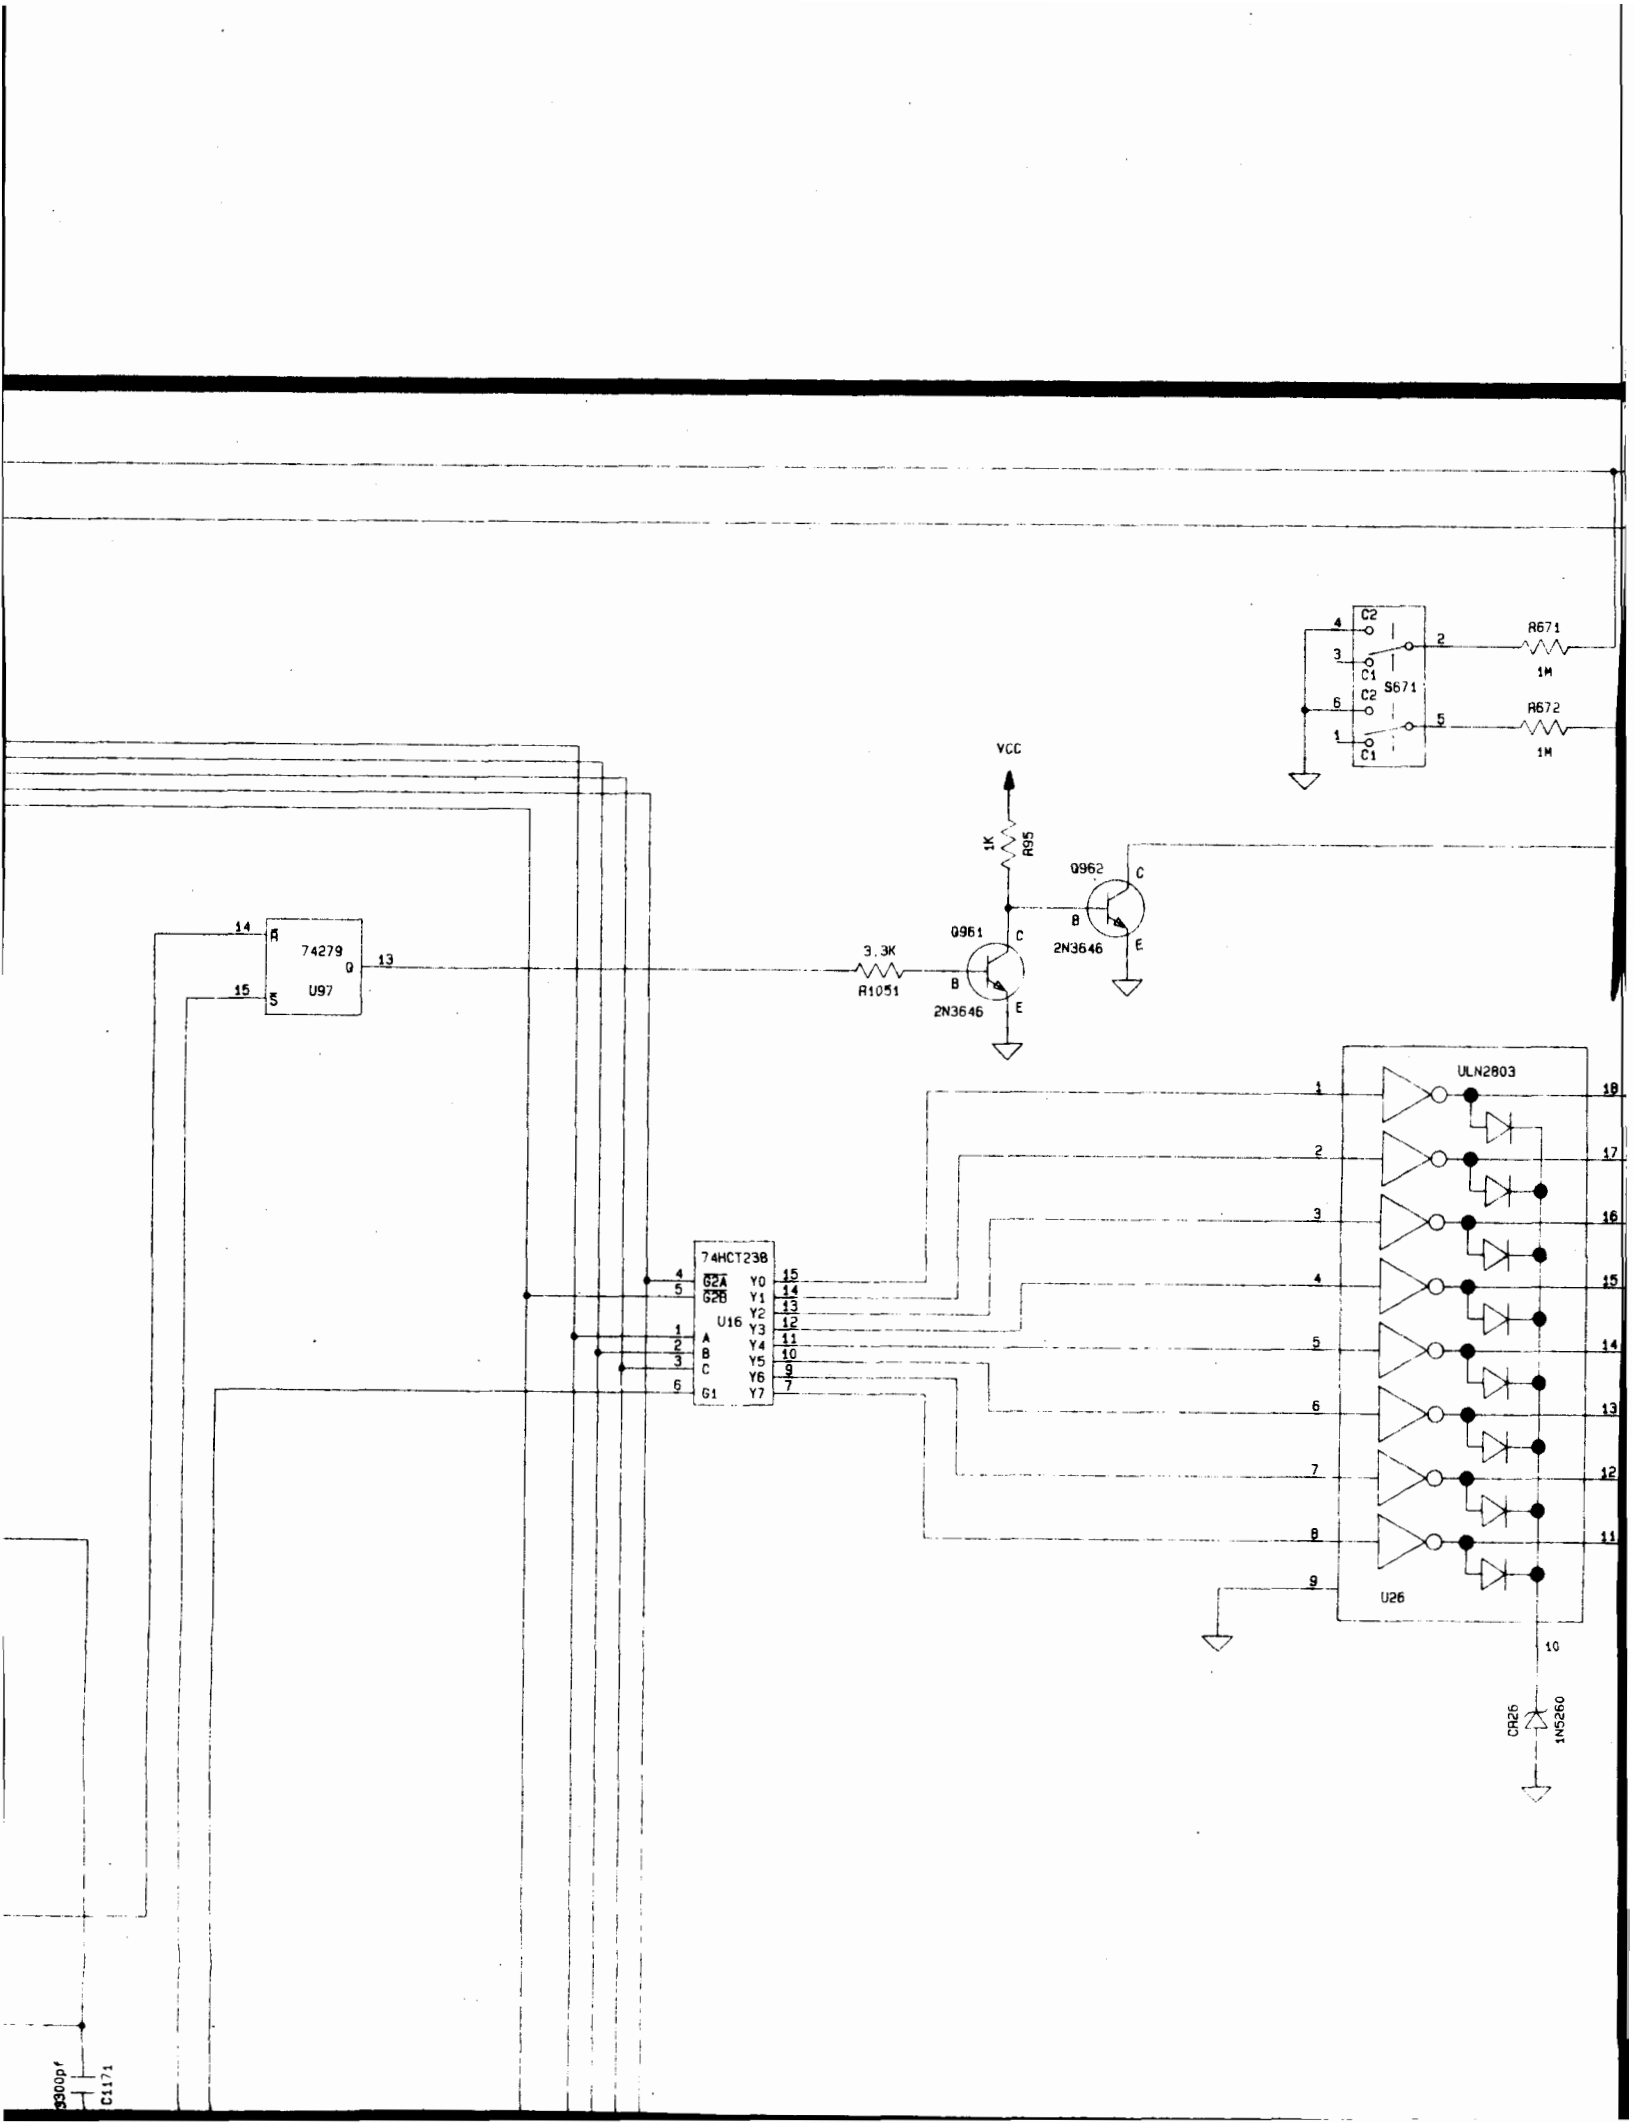 C2
4
2
R671
3
C1
1M
S671
C2
6
R672
5
1
C1
1M
VCC
1K
R95
Q962
C
B
2N3646
E
14
R
74279
Q
13
U97
15
S
3.3K
R1051
Q961
C
B
2N3646
E
ULN2803
1
18
2
17
3
16
4
15
5
14
6
13
7
12
8
11
9
U26
10
CR26
1N5260
74HCT238
4 G2A Y0 15
5 G2B Y1 14
Y2 13
U16
1 A Y3 12
2 B Y4 11
3 C Y5 10
Y6 9
6 G1 Y7 7
C1171